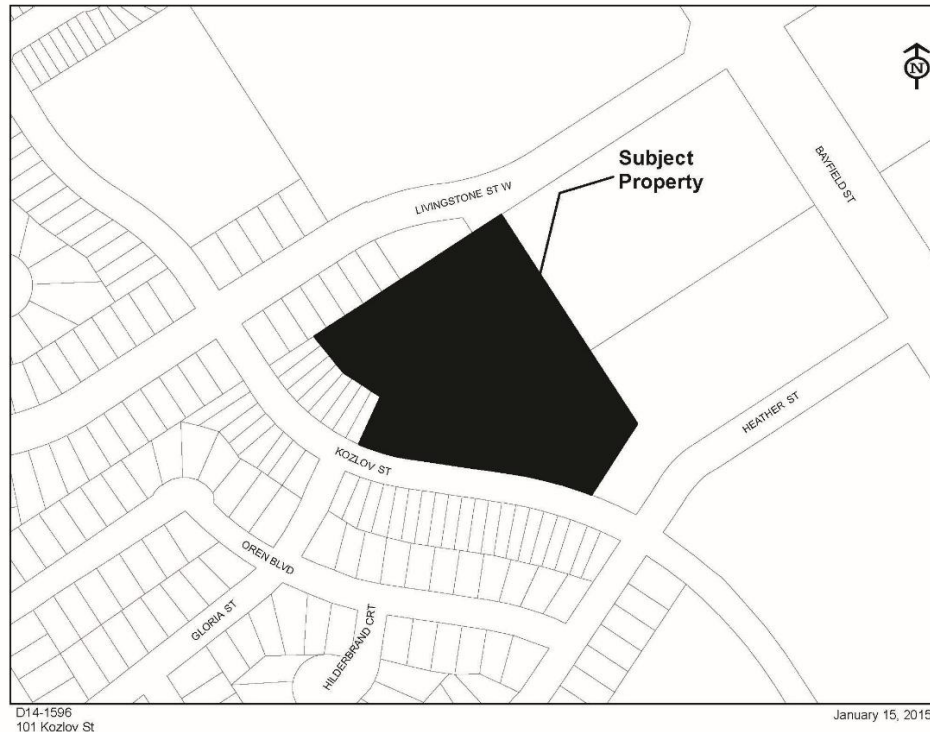 N
BAYFIELD ST
Subject
Property
LIVINGSTONE ST W
HEATHER ST
KOZLOV ST
OREN BLVD
GLORIA ST
HILDERBRAND CRT
D14-1596
101 Kozlov St
January 15, 2015